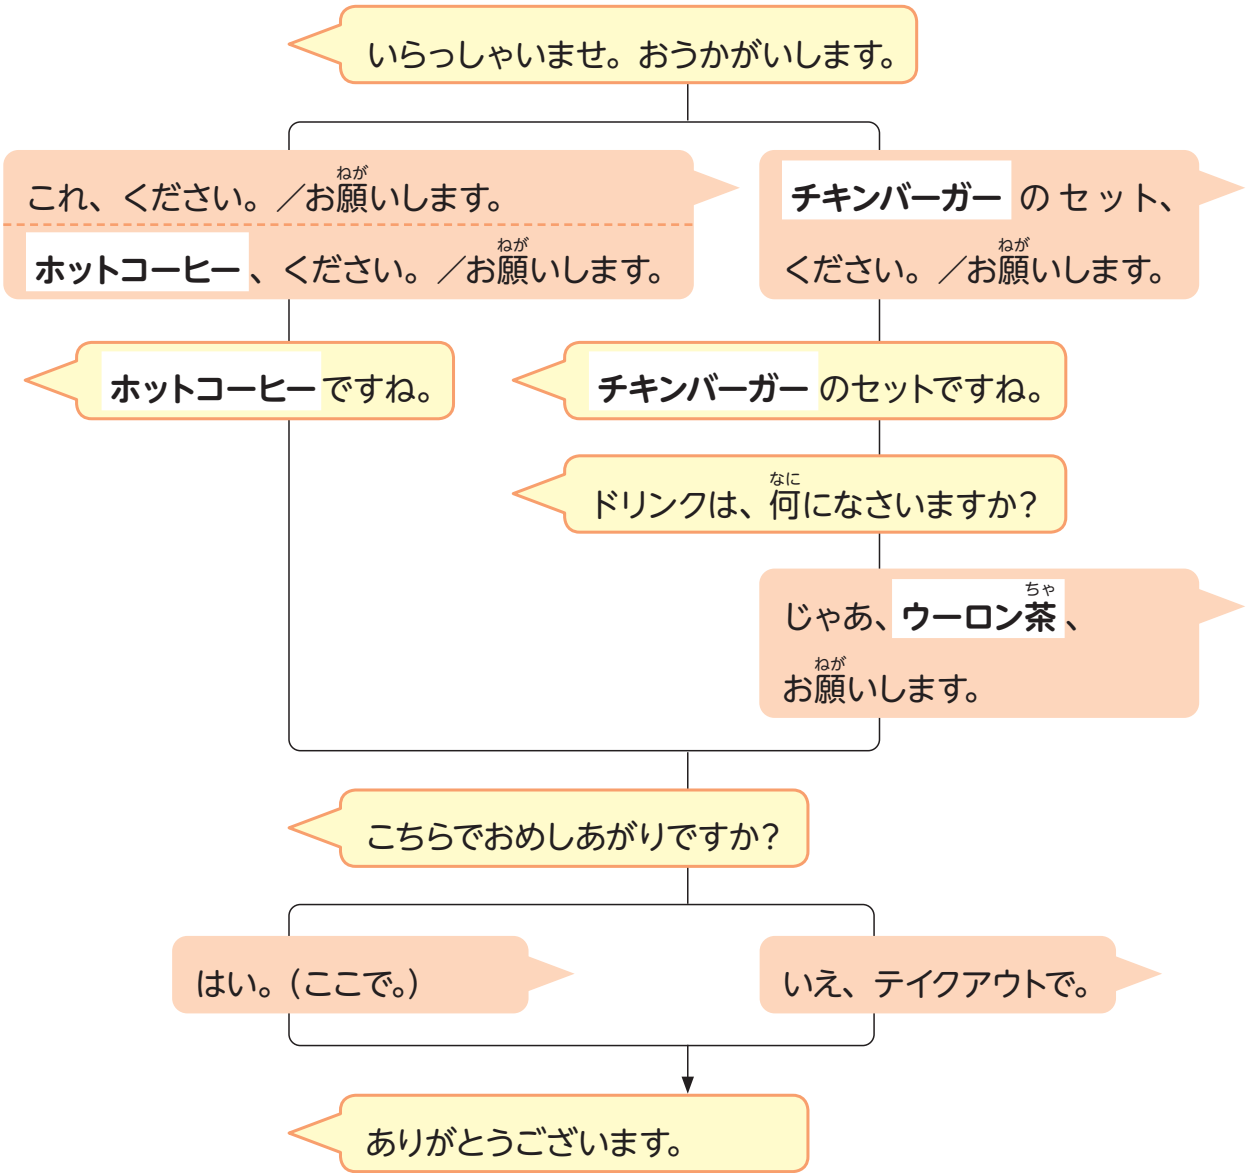 いらっしゃいませ。おうかがいします。
これ、ください。／お願いします。
ねが
ホットコーヒー、ください。／お願いします。
ねが
チキンバーガーのセット、
ください。／お願いします。
ねが
ホットコーヒーですね。
チキンバーガーのセットですね。
ドリンクは、何になさいますか？
なに
じゃあ、ウーロン茶、
ちゃ
お願いします。
ねが
こちらでおめしあがりですか？
はい。（ここで。）
いえ、テイクアウトで。
ありがとうございます。